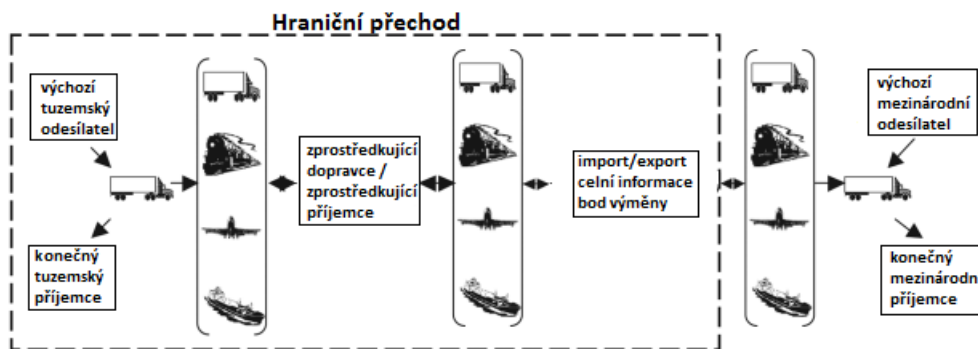 Hraniční přechod
výchozí
tuzemský
odesílatel
konečný
tuzemský
příjemce
zprostředkující
dopravce /
zprostředkující
příjemce
import/export
celní informace
bod výměny
výchozí
mezinárodní
odesílatel
konečný
mezinárodn
příjemce